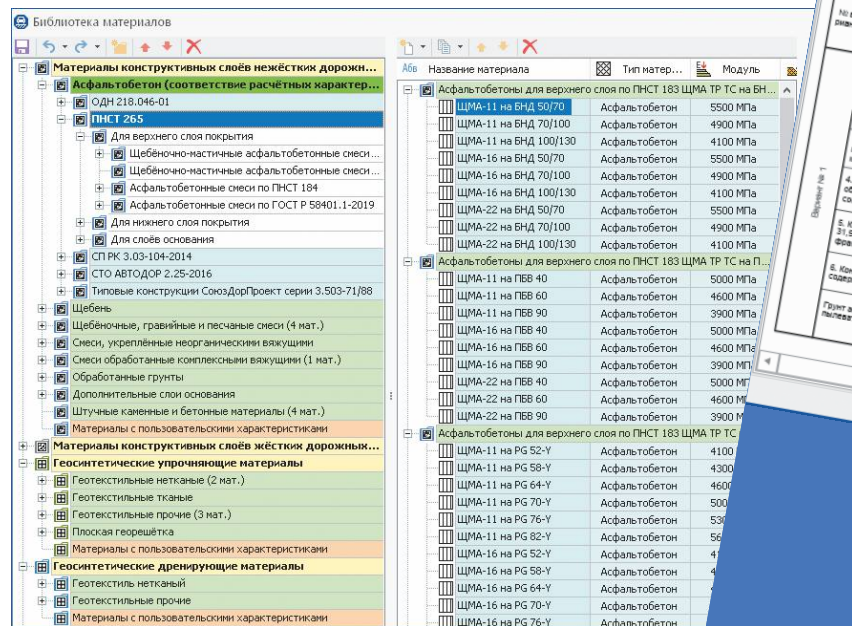 Библиотека материалов
Материалы конструктивных слоёв нежёстких дорожн...
Асфальтобетон (соответствие расчётных характер...
ОДН 218.046-01
ПНСТ 265
Для верхнего слоя покрытия
Щебёночно-мастичные асфальтобетонные смеси...
Щебёночно-мастичные асфальтобетонные смеси...
Асфальтобетонные смеси по ПНСТ 184
Асфальтобетонные смеси по ГОСТ Р 58401.1-2019
Для нижнего слоя покрытия
Для слоёв основания
СП РК 3.03-104-2014
СТО АВТОДОР 2.25-2016
Типовые конструкции СоюзДорПроект серии 3.503-71/88
Щебень
Щебёночные, гравийные и песчаные смеси (4 мат.)
Смеси, укреплённые неорганическими вяжущими
Смеси обработанные комплексными вяжущими (1 мат.)
Обработанные грунты
Дополнительные слои основания
Штучные каменные и бетонные материалы (4 мат.)
Материалы с пользовательскими характеристиками
Материалы конструктивных слоёв жёстких дорожных...
Геосинтетические упрочняющие материалы
Геотекстильные нетканые (2 мат.)
Геотекстильные тканые
Геотекстильные прочие (3 мат.)
Плоская георешётка
Материалы с пользовательскими характеристиками
Геосинтетические дренирующие материалы
Геотекстиль нетканый
Геотекстильные прочие
Материалы с пользовательскими характеристиками
Абв Название материала Тип матер... Модуль
Асфальтобетоны для верхнего слоя по ПНСТ 183 ЩМА ТР ТС на БН...
ЩМА-11 на БНД 50/70 Асфальтобетон 5500 МПа
ЩМА-11 на БНД 70/100 Асфальтобетон 4900 МПа
ЩМА-11 на БНД 100/130 Асфальтобетон 4100 МПа
ЩМА-16 на БНД 50/70 Асфальтобетон 5500 МПа
ЩМА-16 на БНД 70/100 Асфальтобетон 4900 МПа
ЩМА-16 на БНД 100/130 Асфальтобетон 4100 МПа
ЩМА-22 на БНД 50/70 Асфальтобетон 5500 МПа
ЩМА-22 на БНД 70/100 Асфальтобетон 4900 МПа
ЩМА-22 на БНД 100/130 Асфальтобетон 4100 МПа
Асфальтобетоны для верхнего слоя по ПНСТ 183 ЩМА ТР ТС на П...
ЩМА-11 на ПБВ 40 Асфальтобетон 5000 МПа
ЩМА-11 на ПБВ 60 Асфальтобетон 4600 МПа
ЩМА-11 на ПБВ 90 Асфальтобетон 3900 МПа
ЩМА-16 на ПБВ 40 Асфальтобетон 5000 МПа
ЩМА-16 на ПБВ 60 Асфальтобетон 4600 МПа
ЩМА-16 на ПБВ 90 Асфальтобетон 3900 МПа
ЩМА-22 на ПБВ 40 Асфальтобетон 5000
ЩМА-22 на ПБВ 60 Асфальтобетон 4600
ЩМА-22 на ПБВ 90 Асфальтобетон 3900
Асфальтобетоны для верхнего слоя по ПНСТ 183 ЩМА ТР ТС
ЩМА-11 на PG 52-Y Асфальтобетон 4100
ЩМА-11 на PG 58-Y Асфальтобетон 4300
ЩМА-11 на PG 64-Y Асфальтобетон 4600
ЩМА-11 на PG 70-Y Асфальтобетон
ЩМА-11 на PG 76-Y Асфальтобетон
ЩМА-11 на PG 82-Y Асфальтобетон
ЩМА-16 на PG 52-Y Асфальтобетон
ЩМА-16 на PG 58-Y Асфальтобетон
ЩМА-16 на PG 64-Y Асфальтобетон
ЩМА-16 на PG 70-Y Асфальтобетон
ЩМА-16 на PG 76-Y Асфальтобетон
Вариант № 1